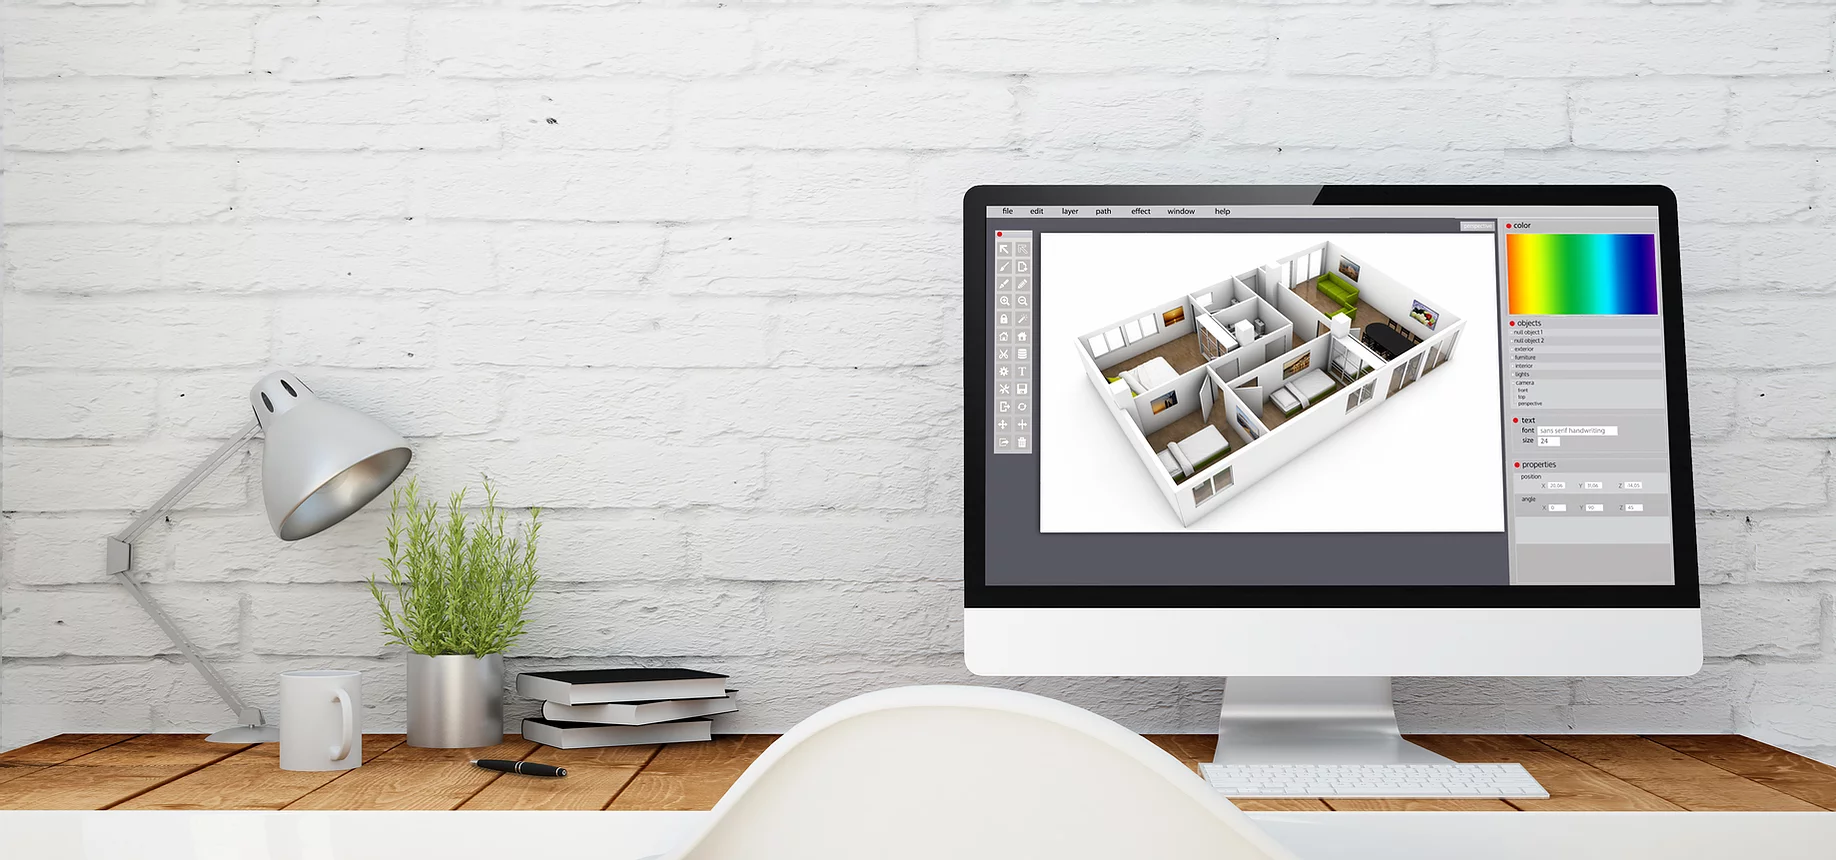 file edit layer path effect window help
perspective
color
objects
null object 1
null object 2
exterior
furniture
interior
lights
camera
front
top
perspective
text
font sans serif handwriting
size 24
properties
position
X 20,06 Y 11,06 Z 14,05
angle
X 0 Y 90 Z 45